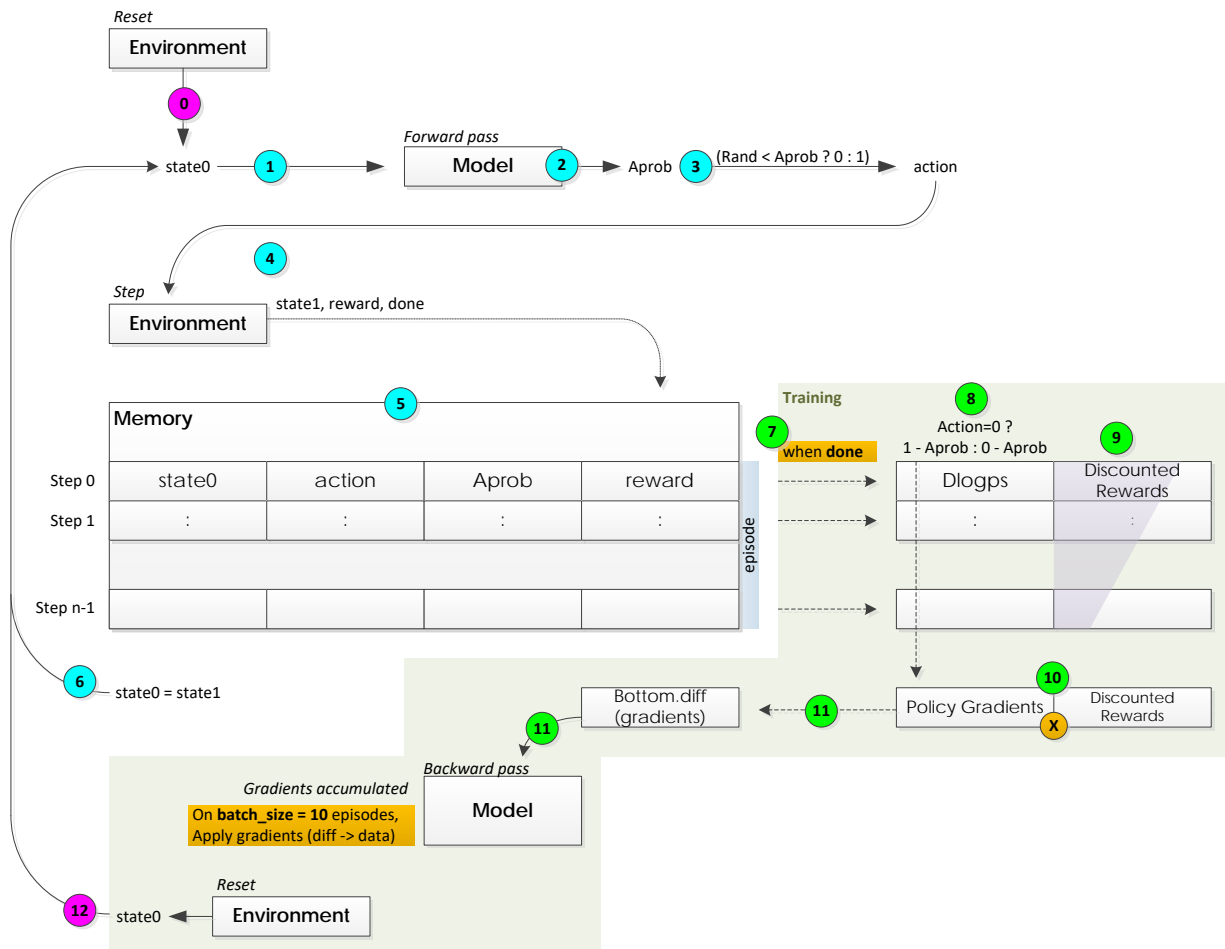 Reset
Environment
0
state0
1
Forward pass
Model
2
Aprob
3
(Rand < Aprob ? 0 : 1)
action
4
Step
Environment
state1, reward, done
5
Memory
Training
7
when done
8
Action=0 ?
1 - Aprob : 0 - Aprob
9
Step 0
state0
action
Aprob
reward
Dlogps
Discounted
Rewards
Step 1
:
:
:
:
:
:
episode
Step n-1
6
state0 = state1
Bottom.diff
(gradients)
11
Policy Gradients
10
X
Discounted
Rewards
11
Backward pass
Model
Gradients accumulated
On batch_size = 10 episodes,
Apply gradients (diff -> data)
12
state0
Reset
Environment